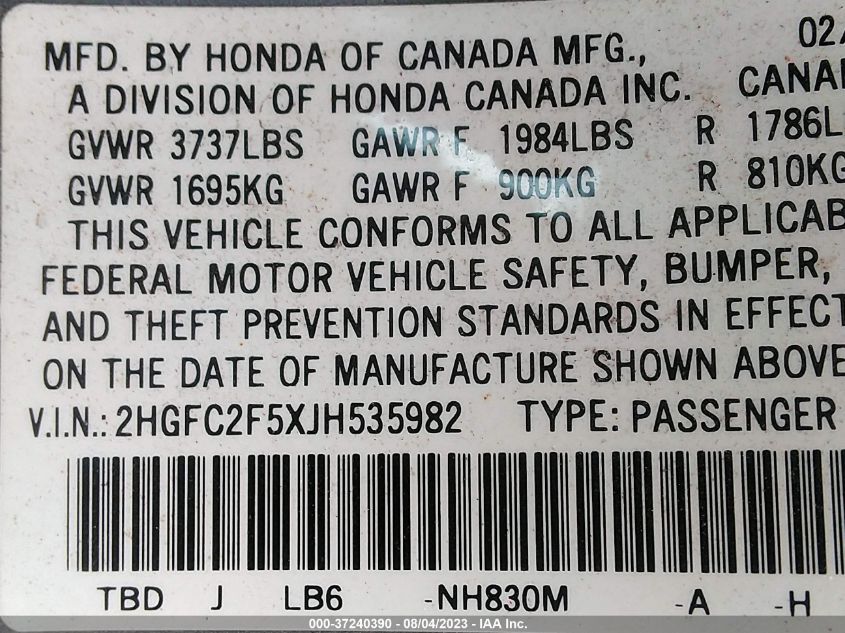 02
MFD. BY HONDA OF CANADA MFG.,
A DIVISION OF HONDA CANADA INC. CANA
GVWR 3737LBS GAWR F 1984LBS R 1786L
GVWR 1695KG GAWR F 900KG R 810KG
THIS VEHICLE CONFORMS TO ALL APPLICAB
FEDERAL MOTOR VEHICLE SAFETY, BUMPER,
AND THEFT PREVENTION STANDARDS IN EFFECT
ON THE DATE OF MANUFACTURE SHOWN ABOVE
V.I.N.: 2HGFC2F5XJH535982 TYPE: PASSENGER
TBD J LB6 -NH830M -A -H
000-37240390 - 08/04/2023 - IAA Inc.